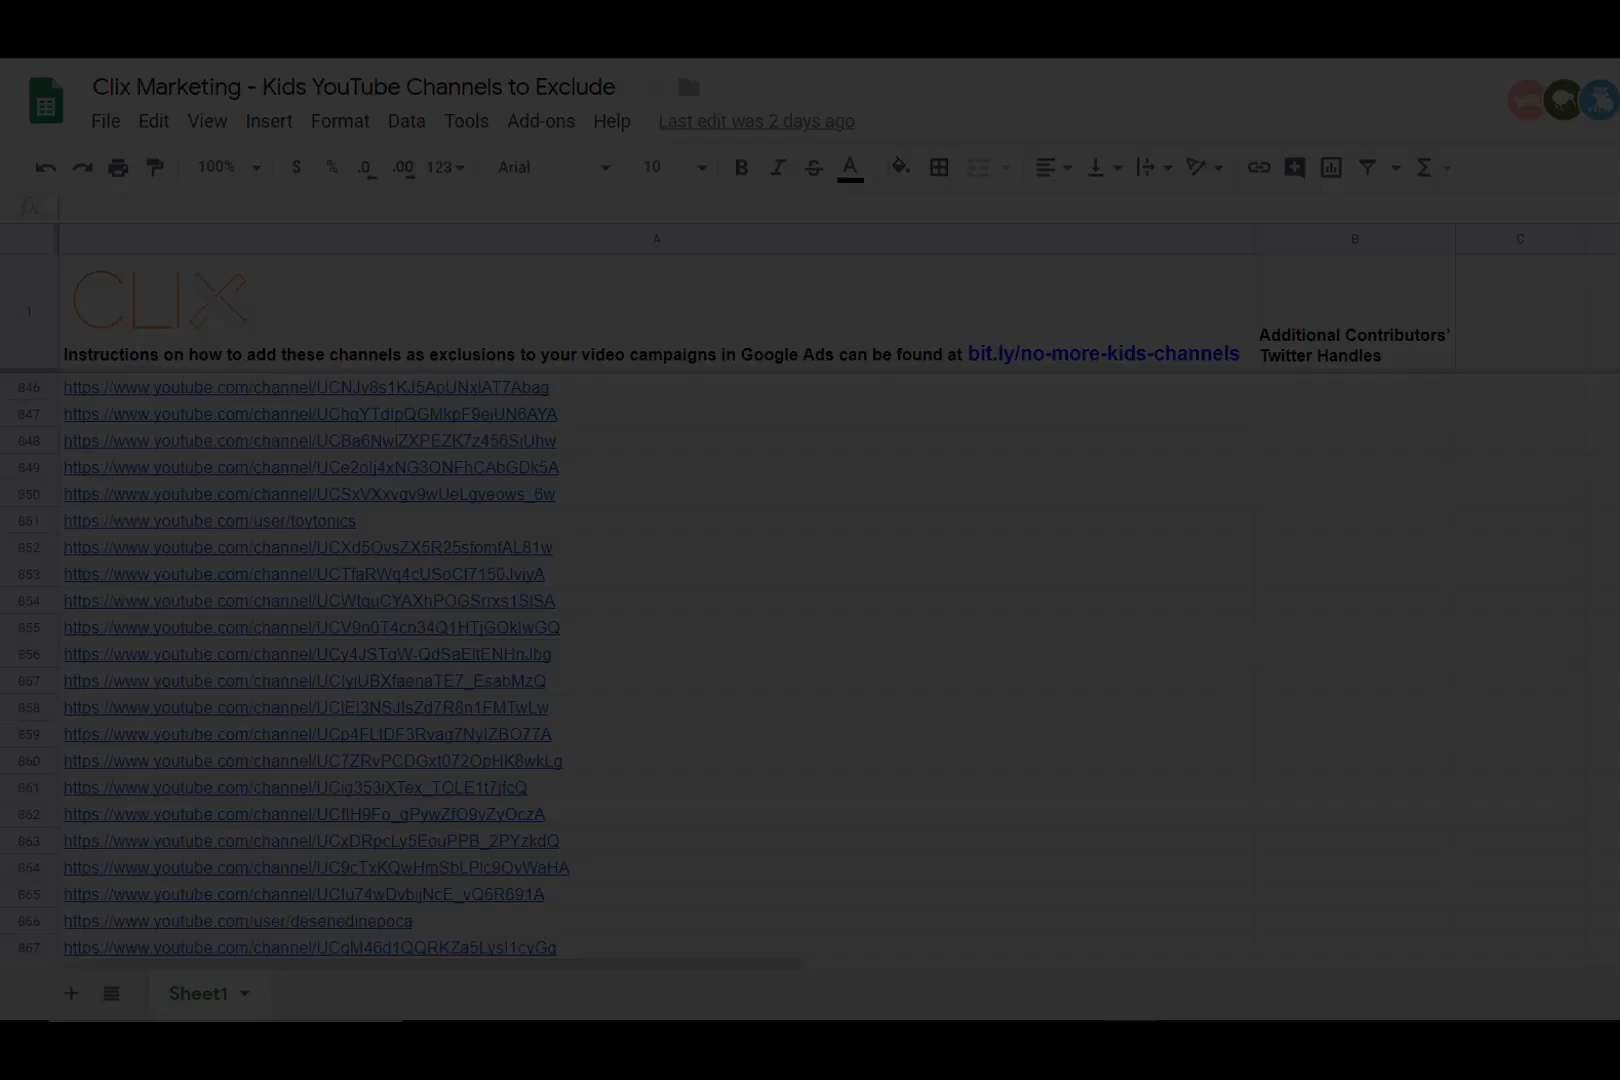 Clix Marketing - Kids YouTube Channels to Exclude
File Edit View Insert Format Data Tools Add-ons Help Last edit was 2 days ago
100% $ % .0 .00 123 Arial 10 B I S A
fx
A B C
1
CLIX
Instructions on how to add these channels as exclusions to your video campaigns in Google Ads can be found at bit.ly/no-more-kids-channels
Additional Contributors'
Twitter Handles
846 https://www.youtube.com/channel/UCNJv8s1KJ5ApUNxlAT7Abag
847 https://www.youtube.com/channel/UChqYTdlpQGMkpF9ejUN6AYA
848 https://www.youtube.com/channel/UCBa6NwlZXPEZK7z456SiUhw
849 https://www.youtube.com/channel/UCe2olj4xNG3ONFhCAbGDk5A
850 https://www.youtube.com/channel/UCSxVXxvgv9wUeLgyeows_6w
851 https://www.youtube.com/user/toytonics
852 https://www.youtube.com/channel/UCXd5OvsZX5R25sfomfAL81w
853 https://www.youtube.com/channel/UCTfaRWq4cUSoCf7150JviyA
854 https://www.youtube.com/channel/UCWtquCYAXhPOGSrrxs1SlSA
855 https://www.youtube.com/channel/UCV9n0T4cn34Q1HTjGOklwGQ
856 https://www.youtube.com/channel/UCy4JSTqW-QdSaEltENHnJbg
857 https://www.youtube.com/channel/UClyiUBXfaenaTE7_EsabMzQ
858 https://www.youtube.com/channel/UClEl3NSJlsZd7R8n1FMTwLw
859 https://www.youtube.com/channel/UCp4FLfDF3Rvag7NylZBO77A
860 https://www.youtube.com/channel/UC7ZRvPCDGxt072OpHK8wkLg
861 https://www.youtube.com/channel/UCig353iXTex_TOLE1t7jfcQ
862 https://www.youtube.com/channel/UCflH9Fo_gPywZfO9yZyOczA
863 https://www.youtube.com/channel/UCxDRpcLy5EouPPB_2PYzkdQ
864 https://www.youtube.com/channel/UC9cTxKQwHmSbLPlc9OvWaHA
865 https://www.youtube.com/channel/UClu74wDvbijNcE_vQ6R691A
866 https://www.youtube.com/user/desenedinepoca
867 https://www.youtube.com/channel/UCgM46d1QQRKZa5Lysl1cyGg
Sheet1